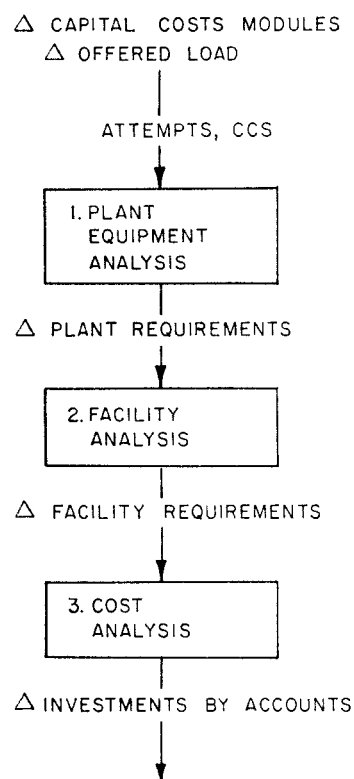 △ CAPITAL COSTS MODULES
△ OFFERED LOAD
ATTEMPTS, CCS
1. PLANT
EQUIPMENT
ANALYSIS
△ PLANT REQUIREMENTS
2. FACILITY
ANALYSIS
△ FACILITY REQUIREMENTS
3. COST
ANALYSIS
△ INVESTMENTS BY ACCOUNTS